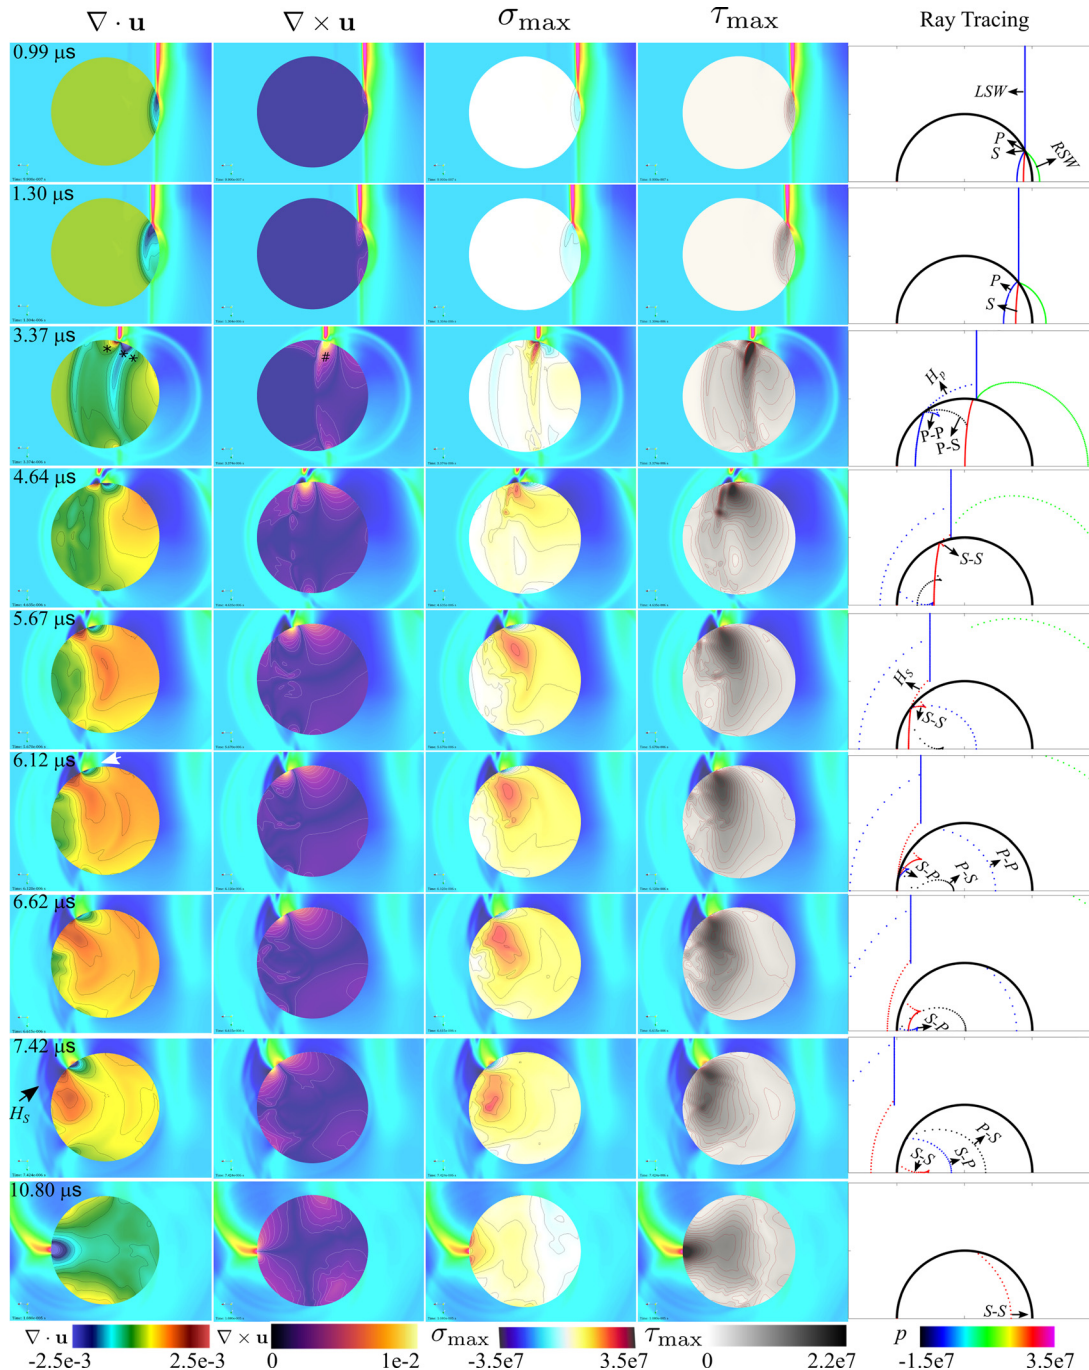 ∇ · u ∇ × u σmax τmax Ray Tracing
0.99 μs
LSW
P
S
RSW
1.30 μs
P
S
3.37 μs
* * * #
HP
P-P
P-S
4.64 μs
S-S
5.67 μs
HS
S-S
6.12 μs
S-P
P-S
P-P
6.62 μs
S-P
7.42 μs
HS
P-S
S-P
S-S
10.80 μs
S-S
∇ · u ∇ × u σmax τmax p
-2.5e-3 2.5e-3 0 1e-2 -3.5e7 3.5e7 0 2.2e7 -1.5e7 3.5e7